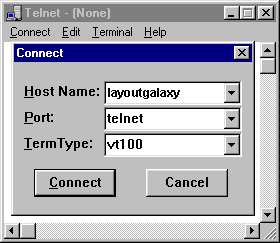 Telnet - (None)
Connect Edit Terminal Help
Connect
Host Name: layoutgalaxy
Port: telnet
TermType: vt100
Connect Cancel